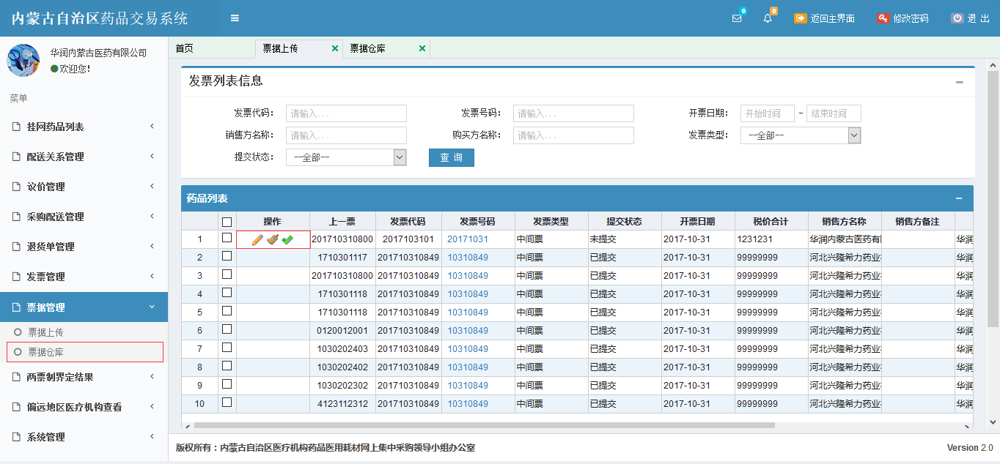 内蒙古自治区药品交易系统
0
0
返回主界面
修改密码
退 出
华润内蒙古医药有限公司
欢迎您!
菜单
挂网药品列表
配送关系管理
议价管理
采购配送管理
退货单管理
发票管理
票据管理
票据上传
票据仓库
两票制界定结果
偏远地区医疗机构查看
系统管理
首页
票据上传
票据仓库
发票列表信息
发票代码： 请输入... 发票号码： 请输入... 开票日期： 开始时间 - 结束时间
销售方名称： 请输入... 购买方名称： 请输入... 发票类型： --全部--
提交状态： --全部-- 查 询
药品列表
操作 上一票 发票代码 发票号码 发票类型 提交状态 开票日期 税价合计 销售方名称 销售方备注
1 201710310800 2017103101 20171031 中间票 未提交 2017-10-31 1231231 华润内蒙古医药有 华润
2 1710301117 201710310849 10310849 中间票 已提交 2017-10-31 99999999 河北兴隆希力药业 华润
3 201710310800 201710310849 10310849 中间票 已提交 2017-10-31 99999999 河北兴隆希力药业 华润
4 1710301118 201710310849 10310849 中间票 已提交 2017-10-31 99999999 河北兴隆希力药业 华润
5 1710301118 201710310849 10310849 中间票 已提交 2017-10-31 99999999 河北兴隆希力药业 华润
6 0120012001 201710310849 10310849 中间票 已提交 2017-10-31 99999999 河北兴隆希力药业 华润
7 1030202403 201710310849 10310849 中间票 已提交 2017-10-31 99999999 河北兴隆希力药业 华润
8 1030202402 201710310849 10310849 中间票 已提交 2017-10-31 99999999 河北兴隆希力药业 华润
9 1030202302 201710310849 10310849 中间票 已提交 2017-10-31 99999999 河北兴隆希力药业 华润
10 4123112312 201710310849 10310849 中间票 已提交 2017-10-31 99999999 河北兴隆希力药业 华润
版权所有：内蒙古自治区医疗机构药品医用耗材网上集中采购领导小组办公室
Version 2.0